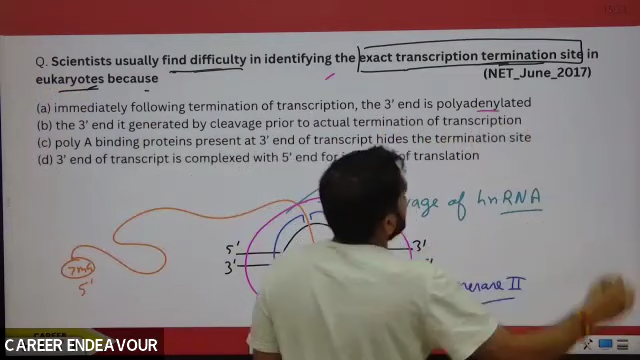 Q. Scientists usually find difficulty in identifying the exact transcription termination site in
eukaryotes because
(NET_June_2017)
(a) immediately following termination of transcription, the 3' end is polyadenylated
(b) the 3' end it generated by cleavage prior to actual termination of transcription
(c) poly A binding proteins present at 3' end of transcript hides the termination site
(d) 3' end of transcript is complexed with 5' end for of translation
of hnRNA
5'
3'
3'
7mG
5'
II
CAREER ENDEAVOUR